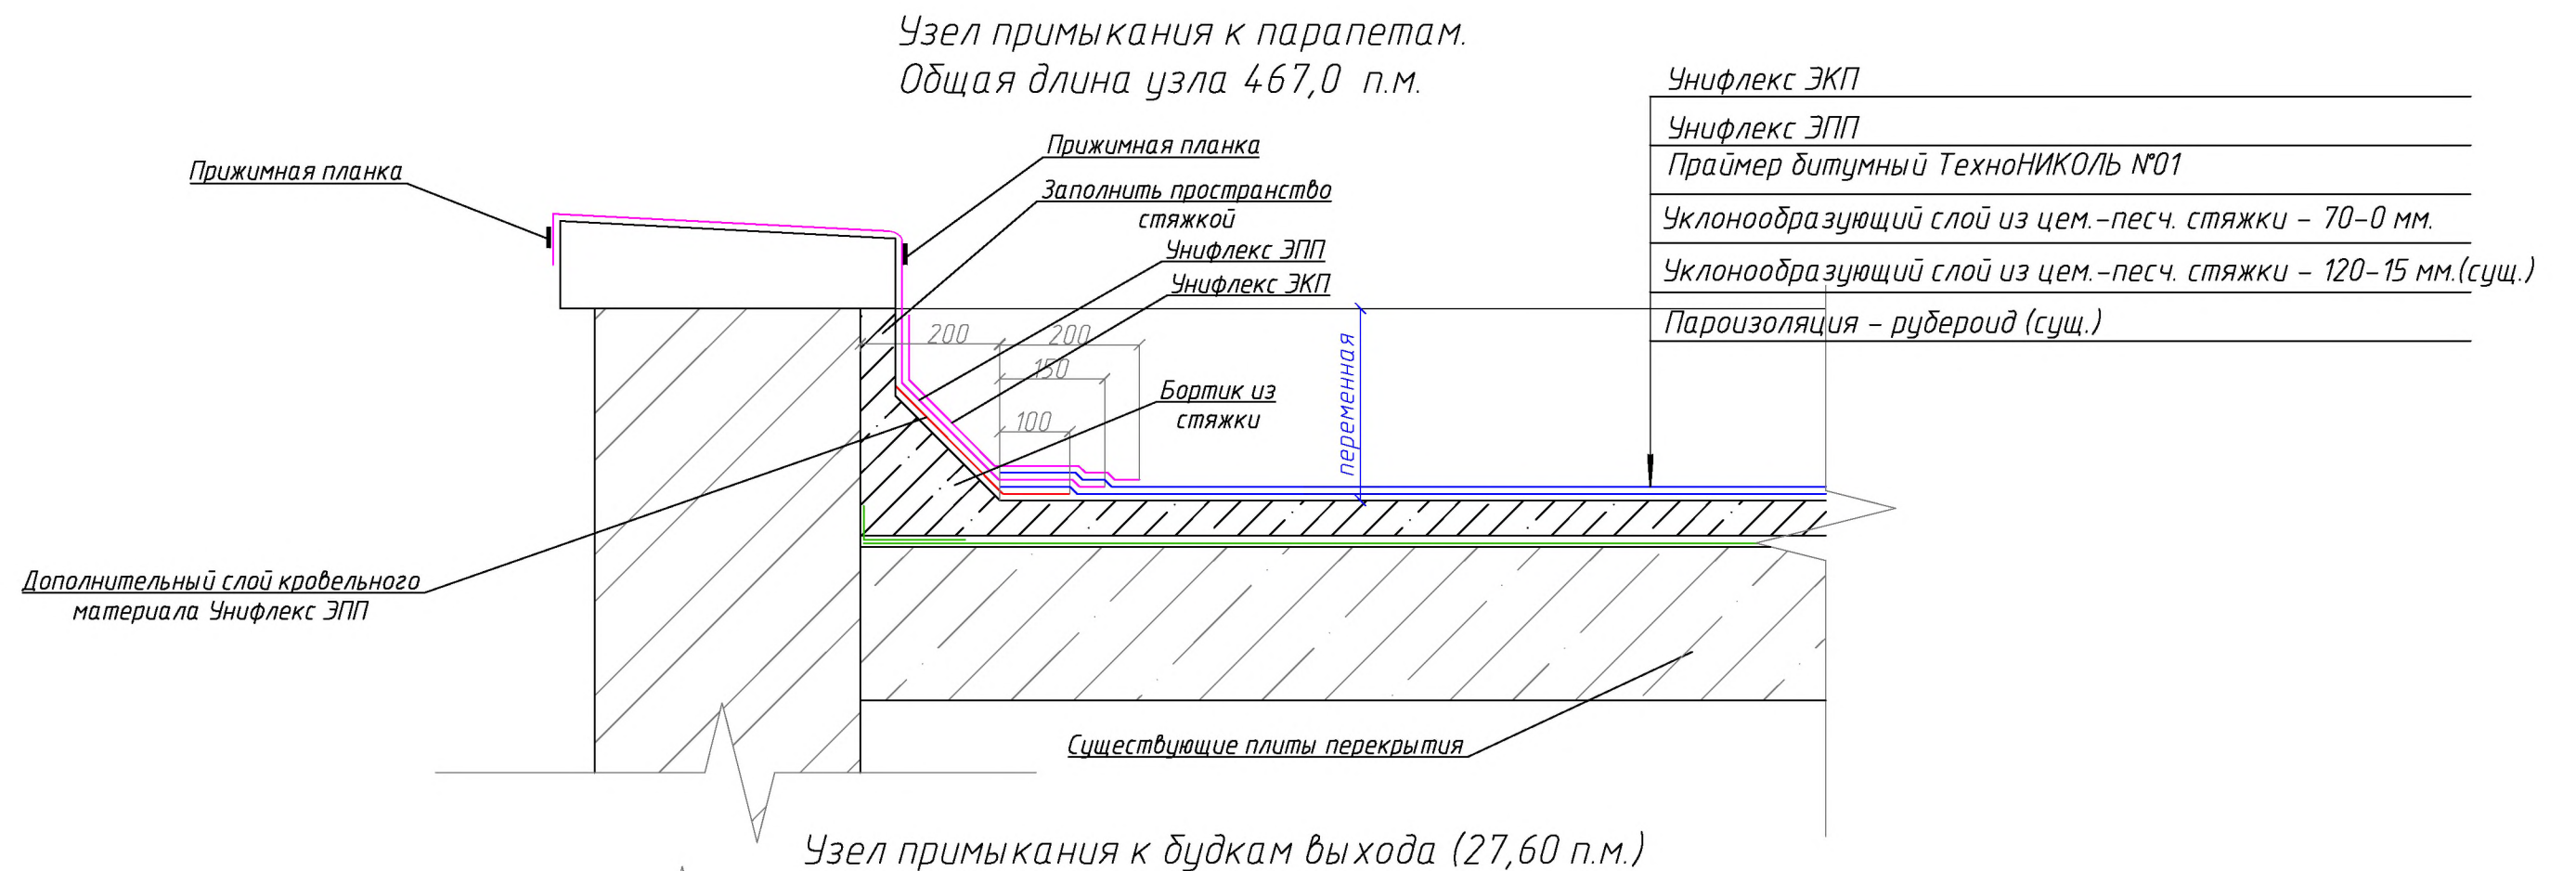 Узел примыкания к парапетам.
Общая длина узла 467,0 п.м.
Унифлекс ЭКП
Унифлекс ЭПП
Праймер битумный ТехноНИКОЛЬ №01
Уклонообразующий слой из цем.-песч. стяжки - 70-0 мм.
Уклонообразующий слой из цем.-песч. стяжки - 120-15 мм.(сущ.)
Пароизоляция - рубероид (сущ.)
Прижимная планка
Прижимная планка
Заполнить пространство
стяжкой
Унифлекс ЭПП
Унифлекс ЭКП
200
200
150
100
переменная
Бортик из
стяжки
Дополнительный слой кровельного
материала Унифлекс ЭПП
Существующие плиты перекрытия
Узел примыкания к будкам выхода (27,60 п.м.)